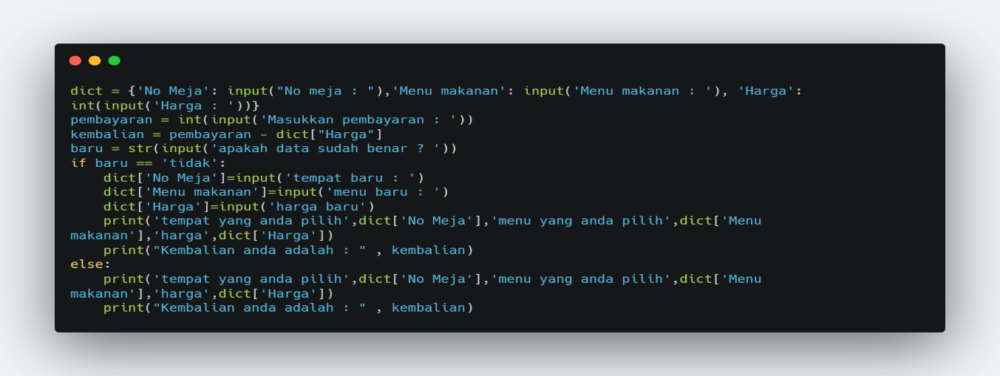 dict = {'No Meja': input("No meja : "),'Menu makanan': input('Menu makanan : '), 'Harga':
int(input('Harga : '))}
pembayaran = int(input('Masukkan pembayaran : '))
kembalian = pembayaran - dict["Harga"]
baru = str(input('apakah data sudah benar ? '))
if baru == 'tidak':
    dict['No Meja']=input('tempat baru : ')
    dict['Menu makanan']=input('menu baru : ')
    dict['Harga']=input('harga baru')
    print('tempat yang anda pilih',dict['No Meja'],'menu yang anda pilih',dict['Menu
makanan'],'harga',dict['Harga'])
    print("Kembalian anda adalah : " , kembalian)
else:
    print('tempat yang anda pilih',dict['No Meja'],'menu yang anda pilih',dict['Menu
makanan'],'harga',dict['Harga'])
    print("Kembalian anda adalah : " , kembalian)